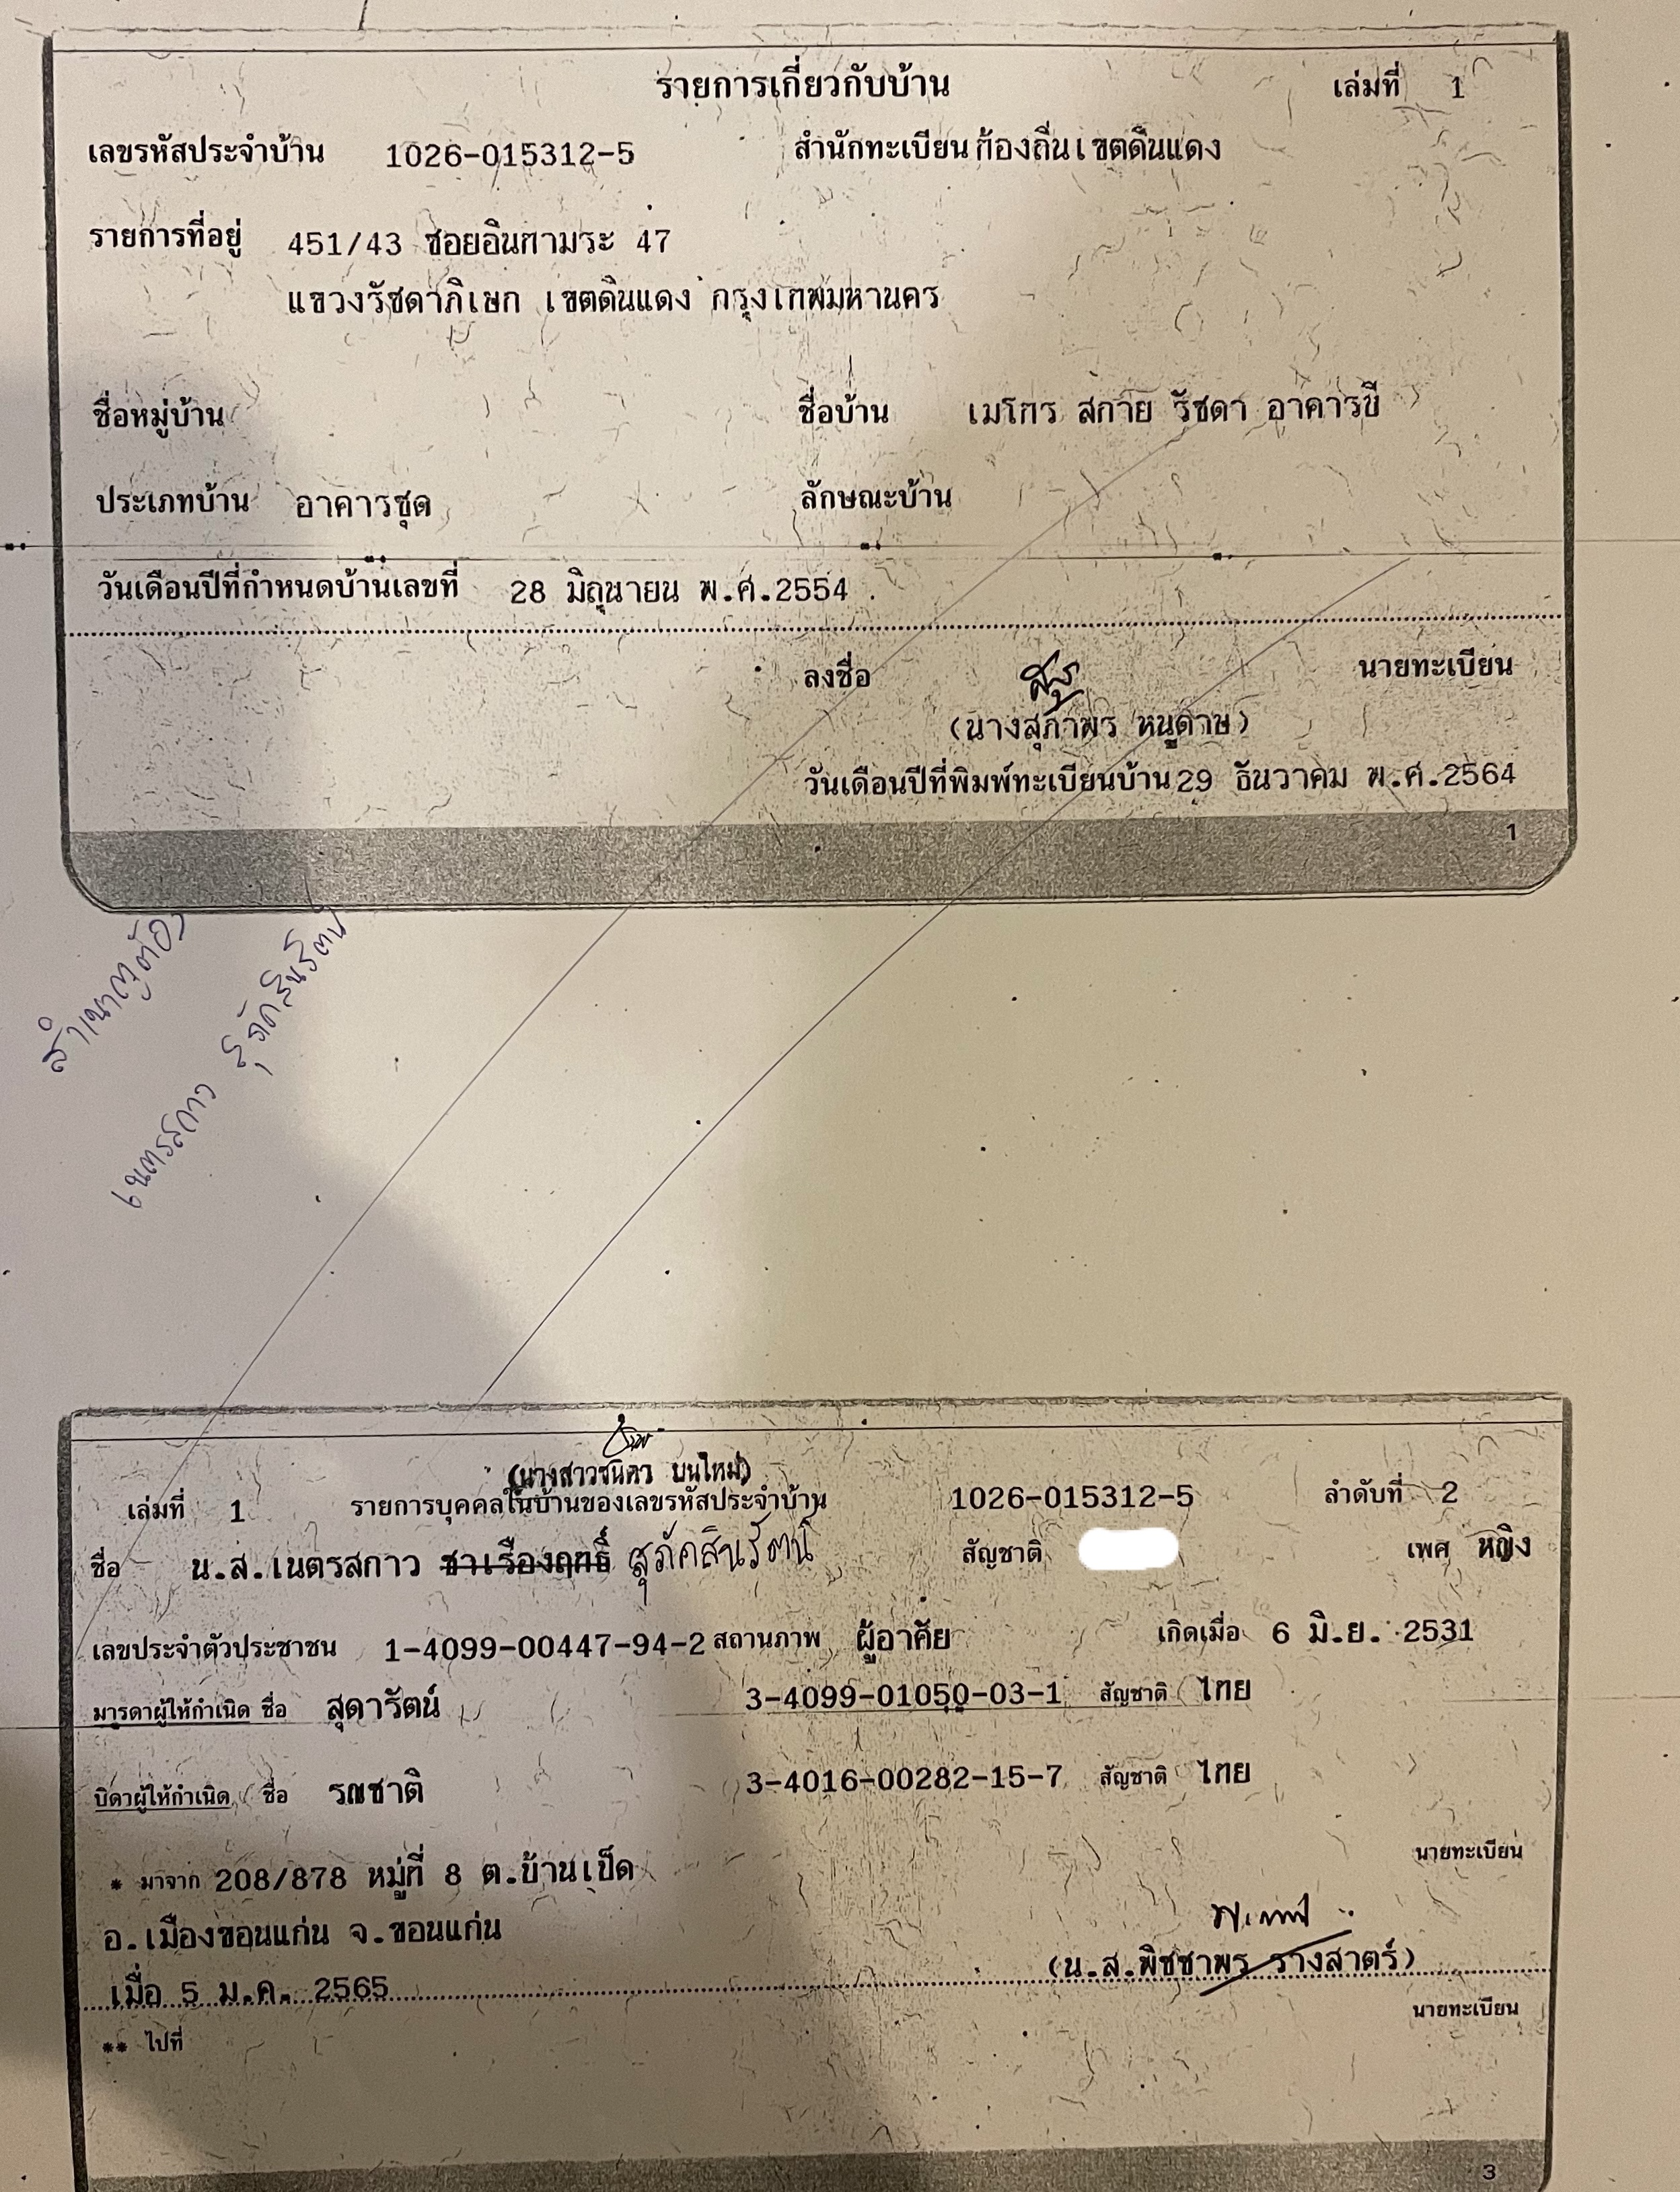 รายการเกี่ยวกับบ้าน เล่มที่ 1
เลขรหัสประจำบ้าน 1026-015312-5 สำนักทะเบียน ท้องถิ่นเขตดินแดง
รายการที่อยู่ 451/43 ซอยอินทามระ 47
แขวงรัชดาภิเษก เขตดินแดง กรุงเทพมหานคร
ชื่อหมู่บ้าน ชื่อบ้าน เมโทร สกาย รัชดา อาคารบี
ประเภทบ้าน อาคารชุด ลักษณะบ้าน
วันเดือนปีที่กำหนดบ้านเลขที่ 28 มิถุนายน พ.ศ.2554
ลงชื่อ นายทะเบียน
(นางสุภาพร หนูดาษ)
วันเดือนปีที่พิมพ์ทะเบียนบ้าน 29 ธันวาคม พ.ศ.2564
1
สำเนาถูกต้อง
เนตรสกาว สุภัคสินรัตน์
เล่มที่ 1 รายการบุคคลในบ้านของเลขรหัสประจำบ้าน 1026-015312-5 ลำดับที่ 2
ชื่อ น.ส.เนตรสกาว ชาเรืองฤทธิ์ สุภัคสินรัตน์ สัญชาติ เพศ หญิง
เลขประจำตัวประชาชน 1-4099-00447-94-2 สถานภาพ ผู้อาศัย เกิดเมื่อ 6 มิ.ย. 2531
มารดาผู้ให้กำเนิด ชื่อ สุดารัตน์ 3-4099-01050-03-1 สัญชาติ ไทย
บิดาผู้ให้กำเนิด ชื่อ 3-4016-00282-15-7 สัญชาติ ไทย
* มาจาก 208/878 หมู่ที่ 8 ต.บ้านเป็ด นายทะเบียน
อ.เมืองขอนแก่น จ.ขอนแก่น
(น.ส.พิชชาพร รางสาตร์)
เมื่อ 5 ม.ค. 2565
นายทะเบียน
** ไปที่
3